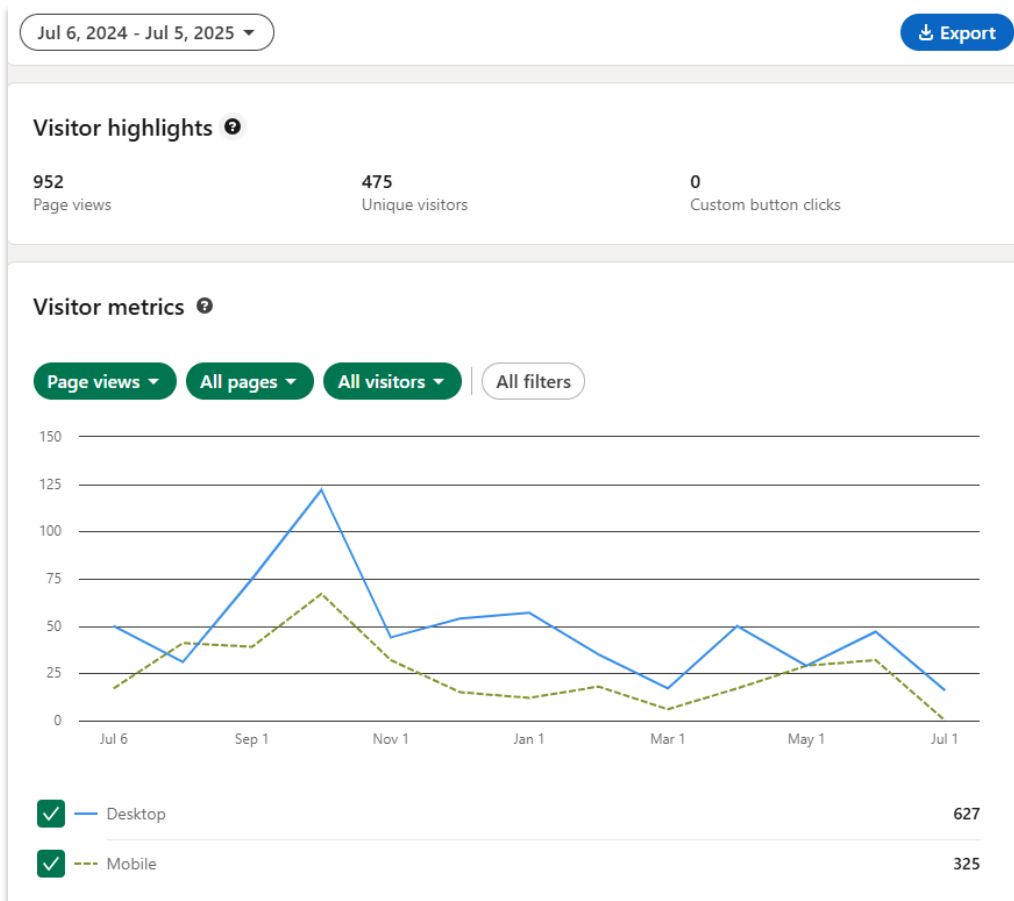 Jul 6, 2024 - Jul 5, 2025
Export
Visitor highlights
952 475 0
Page views Unique visitors Custom button clicks
Visitor metrics
Page views All pages All visitors All filters
150
125
100
75
50
25
0
Jul 6 Sep 1 Nov 1 Jan 1 Mar 1 May 1 Jul 1
Desktop 627
Mobile 325